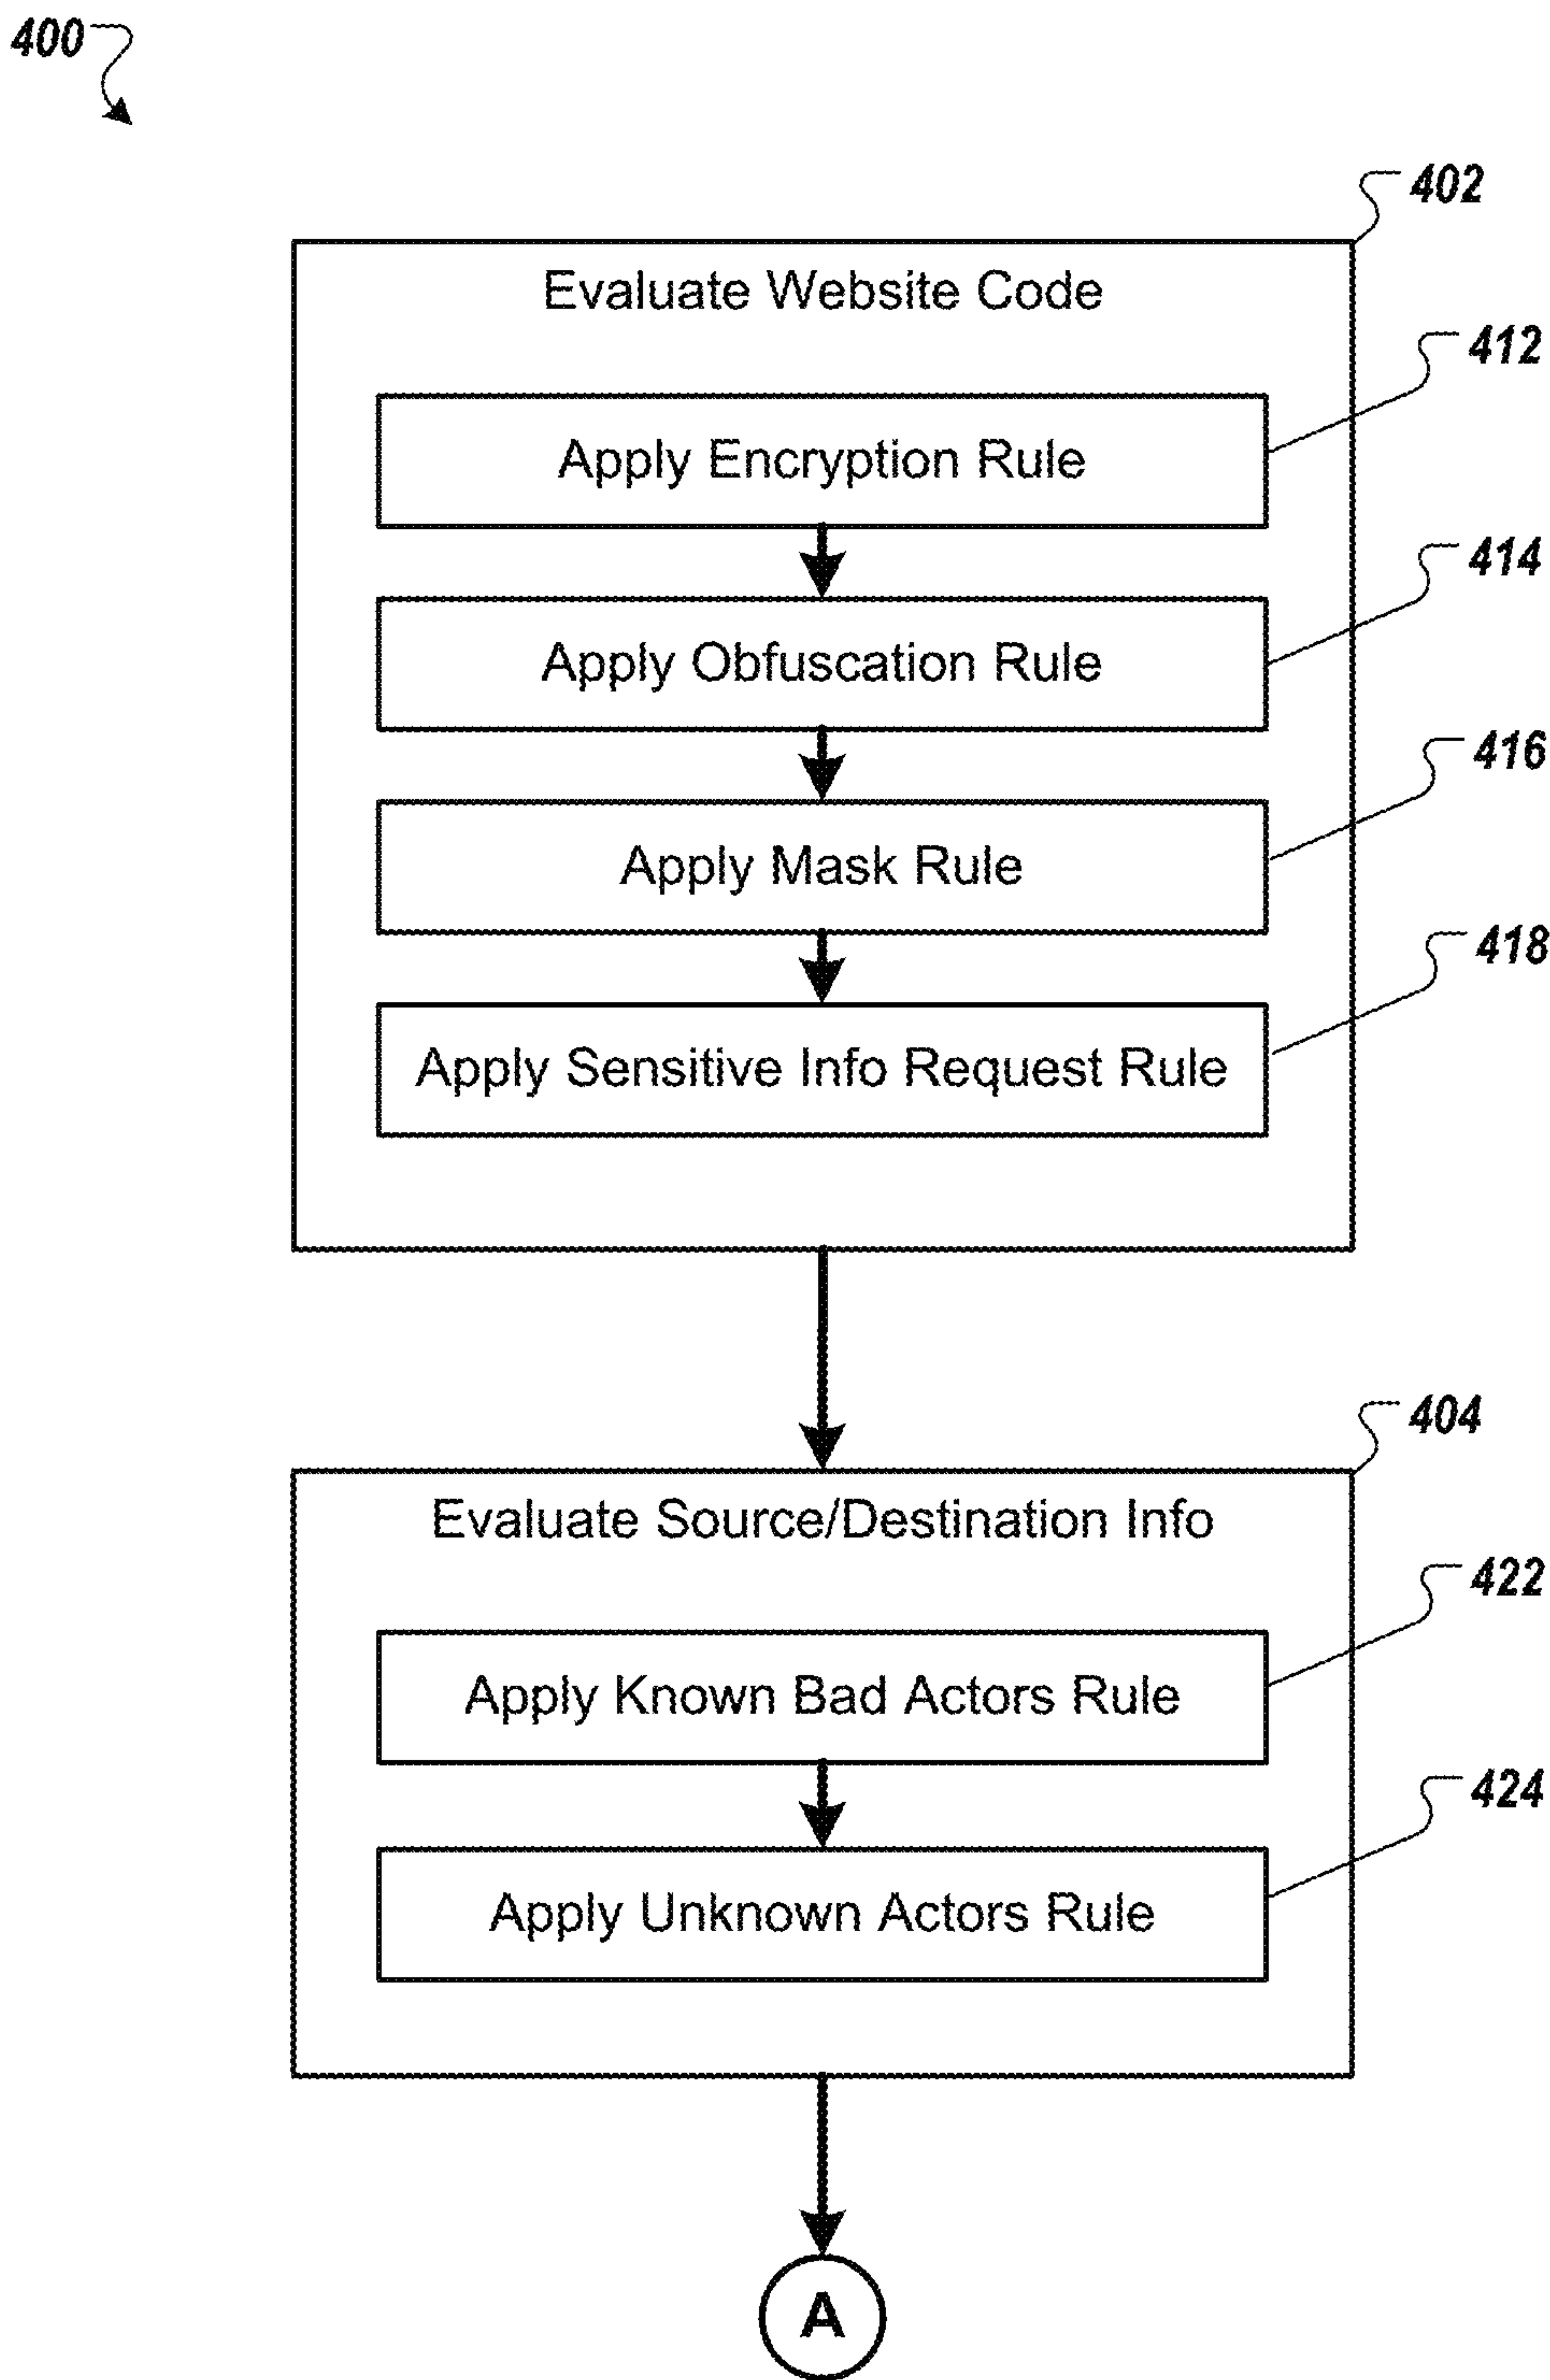 400
402
Evaluate Website Code
412
Apply Encryption Rule
414
Apply Obfuscation Rule
416
Apply Mask Rule
418
Apply Sensitive Info Request Rule
404
Evaluate Source/Destination Info
422
Apply Known Bad Actors Rule
424
Apply Unknown Actors Rule
A